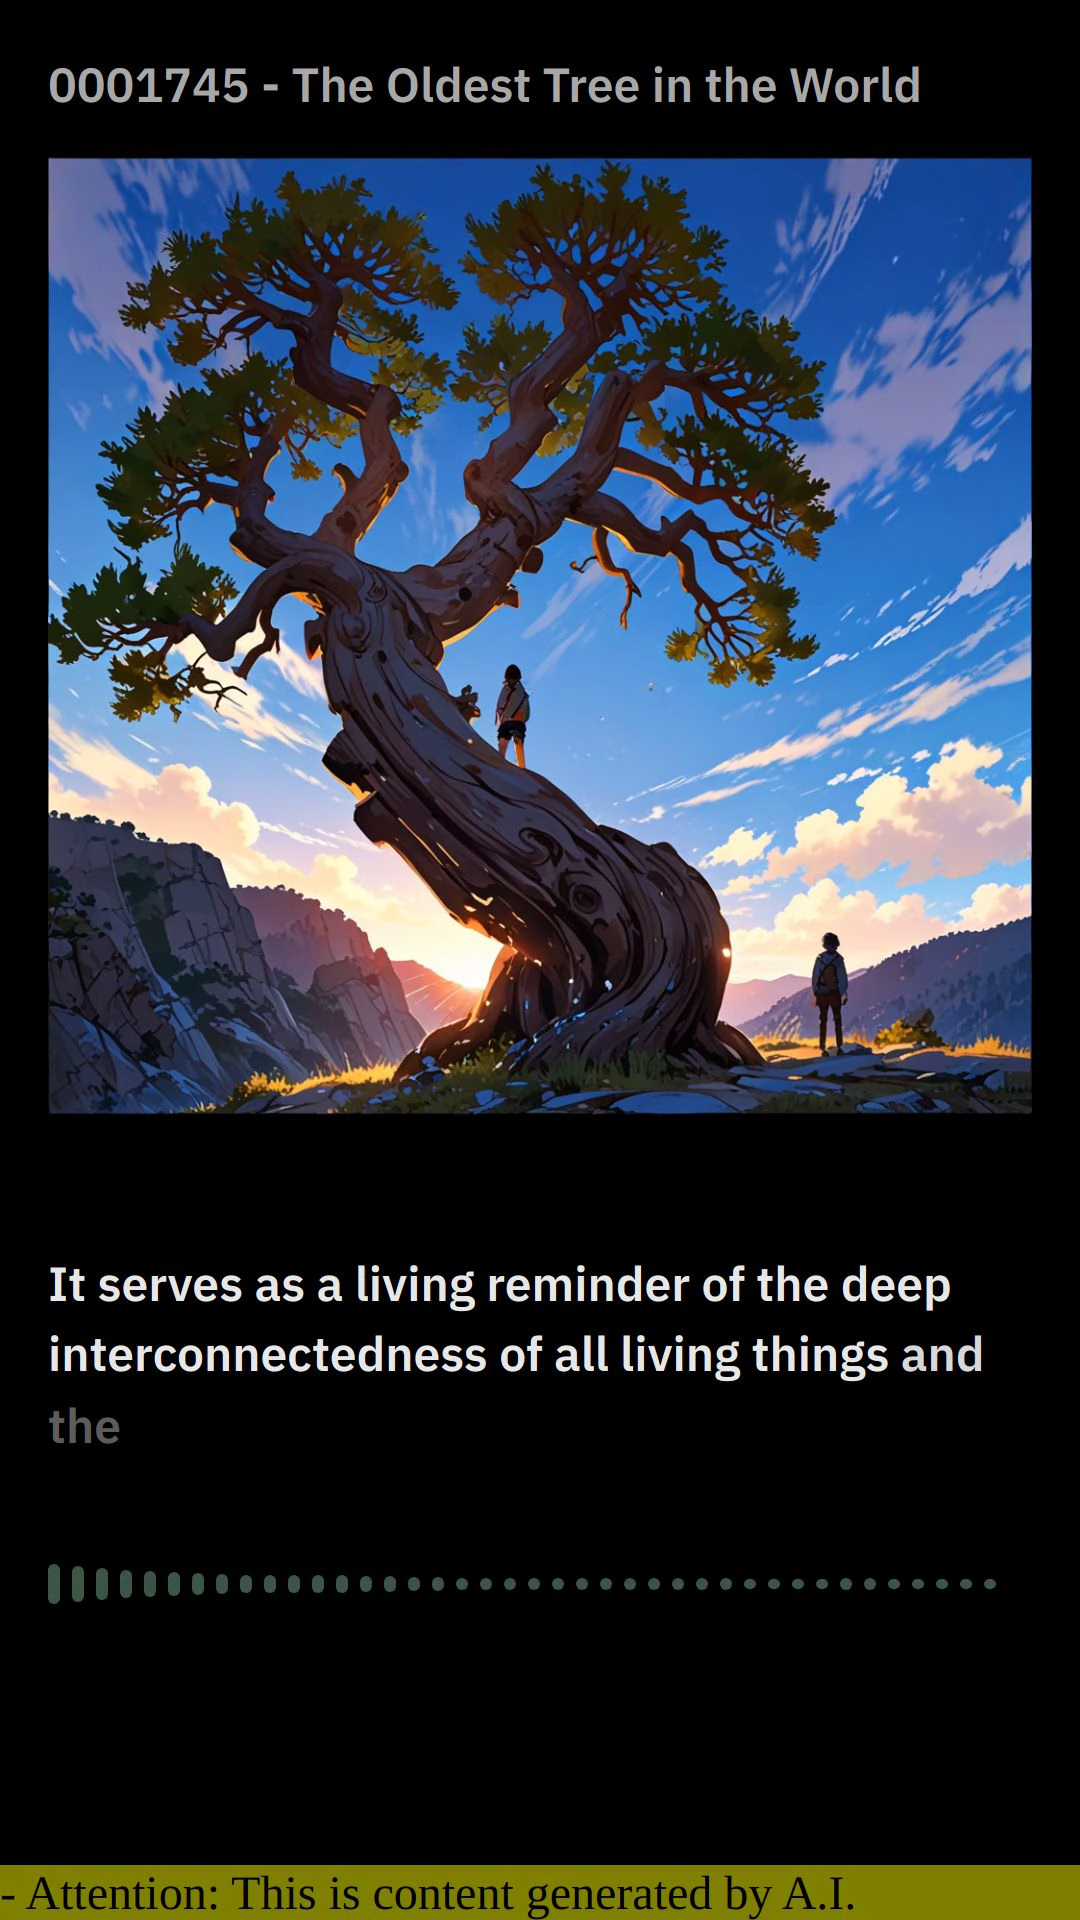 0001745 - The Oldest Tree in the World
It serves as a living reminder of the deep
interconnectedness of all living things and
the
- Attention: This is content generated by A.I.